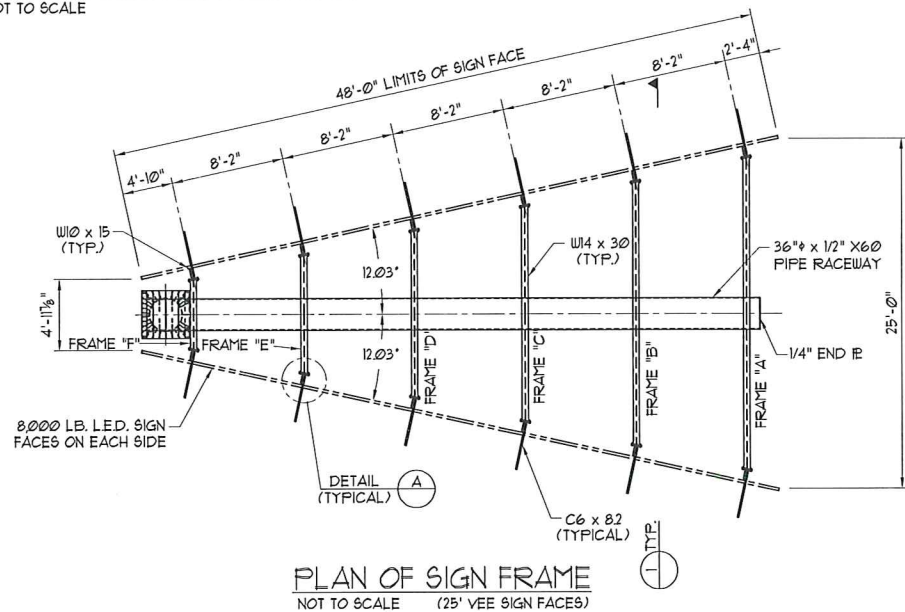 NOT TO SCALE
48'-0" LIMITS OF SIGN FACE
4'-10"
8'-2"
8'-2"
8'-2"
8'-2"
8'-2"
2'-4"
W10 x 15
(TYP.)
W14 x 30
(TYP.)
36"ϕ x 1/2" X60
PIPE RACEWAY
12.03°
12.03°
4'-11⅞"
25'-0"
FRAME "F"
FRAME "E"
FRAME "D"
FRAME "C"
FRAME "B"
FRAME "A"
1/4" END PL
8,000 LB. L.E.D. SIGN
FACES ON EACH SIDE
DETAIL
(TYPICAL)
A
C6 x 8.2
(TYPICAL)
1
TYP.
PLAN OF SIGN FRAME
NOT TO SCALE (25' VEE SIGN FACES)